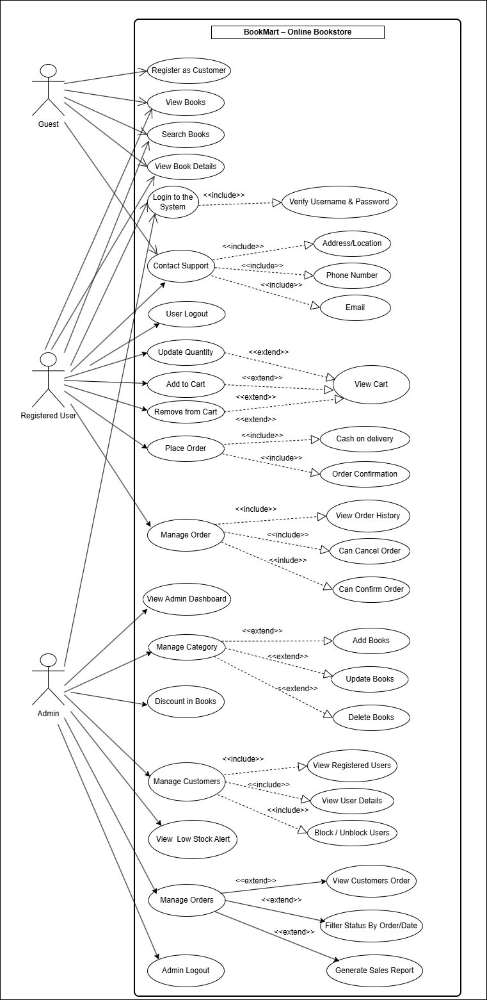 BookMart – Online Bookstore
Register as Customer
View Books
Guest
Search Books
View Book Details
Login to the
System
<<include>>
Verify Username & Password
Contact Support
<<include>>
Address/Location
<<include>>
Phone Number
<<include>>
Email
User Logout
Update Quantity
<<extend>>
Add to Cart
<<extend>>
View Cart
Remove from Cart
<<extend>>
<<extend>>
Registered User
Place Order
<<include>>
Cash on delivery
<<include>>
Order Confirmation
Manage Order
<<include>>
View Order History
<<include>>
Can Cancel Order
<<inlude>>
Can Confirm Order
View Admin Dashboard
Manage Category
<<extend>>
Add Books
<<extend>>
Update Books
<<extend>>
Delete Books
Discount in Books
Admin
Manage Customers
<<include>>
View Registered Users
<<include>>
View User Details
<<include>>
Block / Unblock Users
View  Low Stock Alert
Manage Orders
<<extend>>
View Customers Order
<<extend>>
Filter Status By Order/Date
<<extend>>
Generate Sales Report
Admin Logout